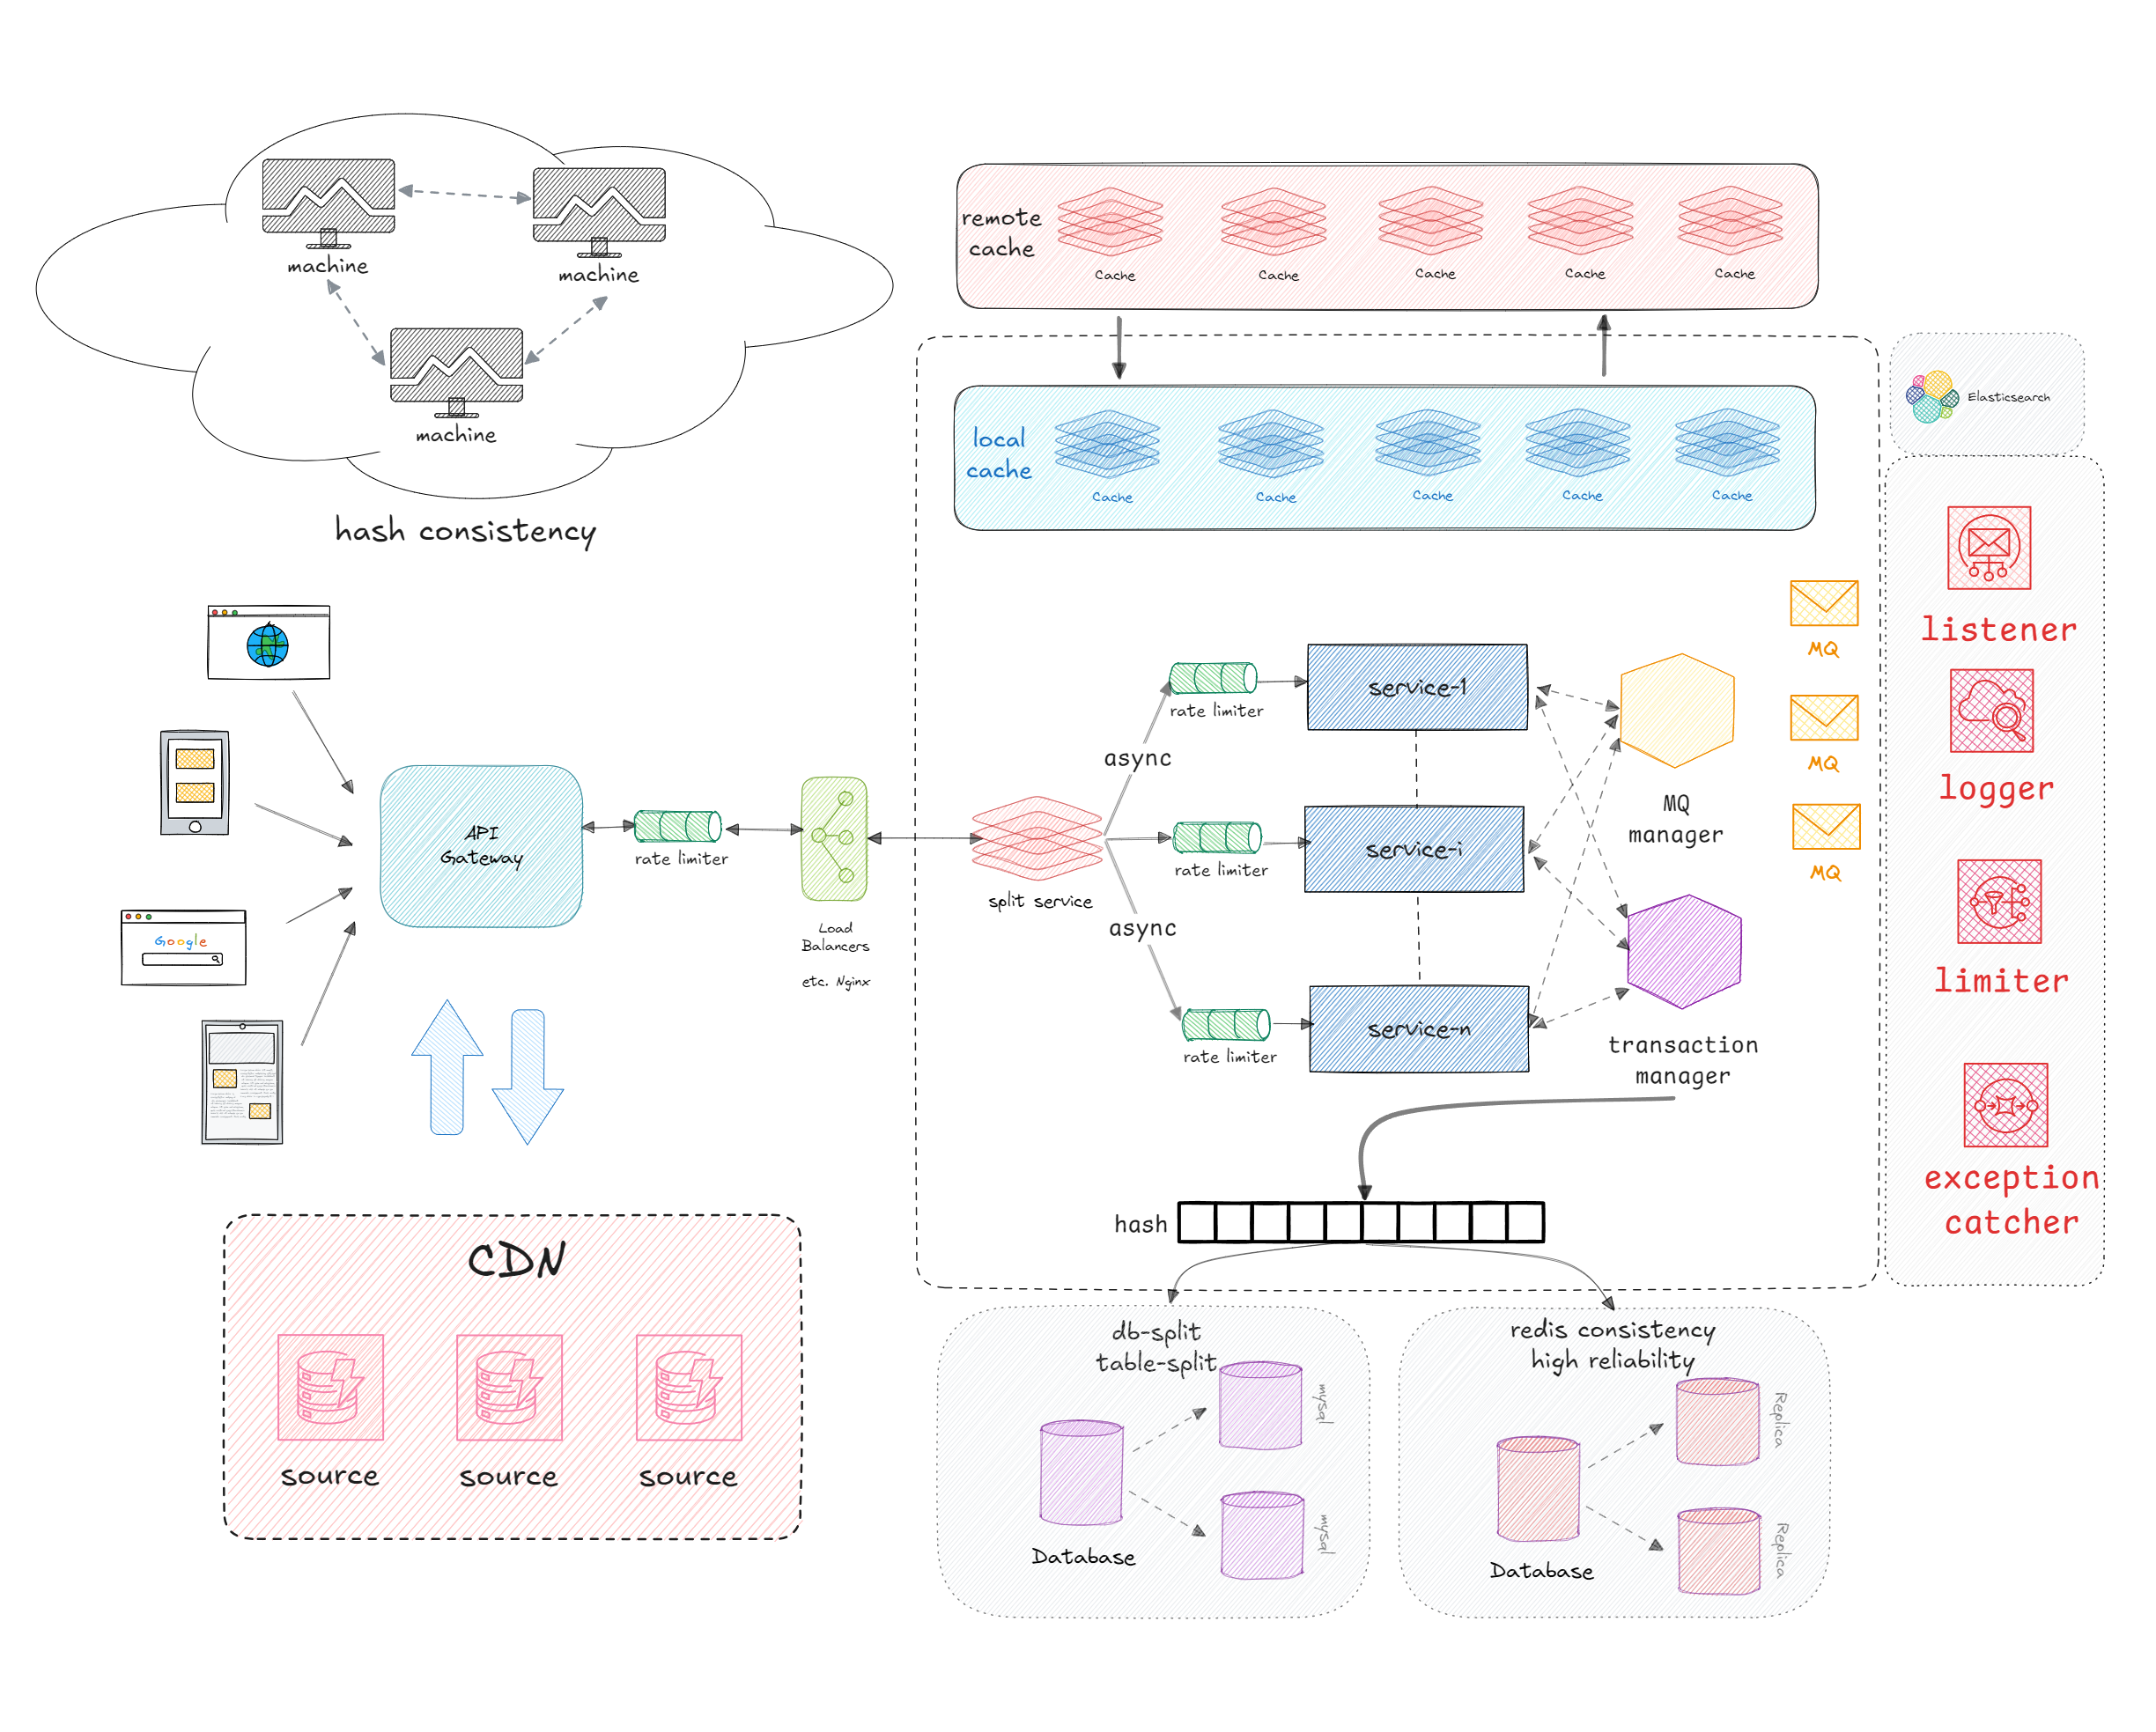 machine
machine
machine
hash consistency
remote
cache
Cache
Cache
Cache
Cache
Cache
local
cache
Cache
Cache
Cache
Cache
Cache
Elasticsearch
listener
logger
limiter
exception
catcher
Google
API
Gateway
rate limiter
Load
Balancers
etc. Nginx
split service
async
async
rate limiter
rate limiter
rate limiter
service-1
service-i
service-n
MQ
manager
transaction
manager
MQ
MQ
MQ
hash
CDN
source
source
source
db-split
table-split
mysql
mysql
Database
redis consistency
high reliability
Replica
Replica
Database